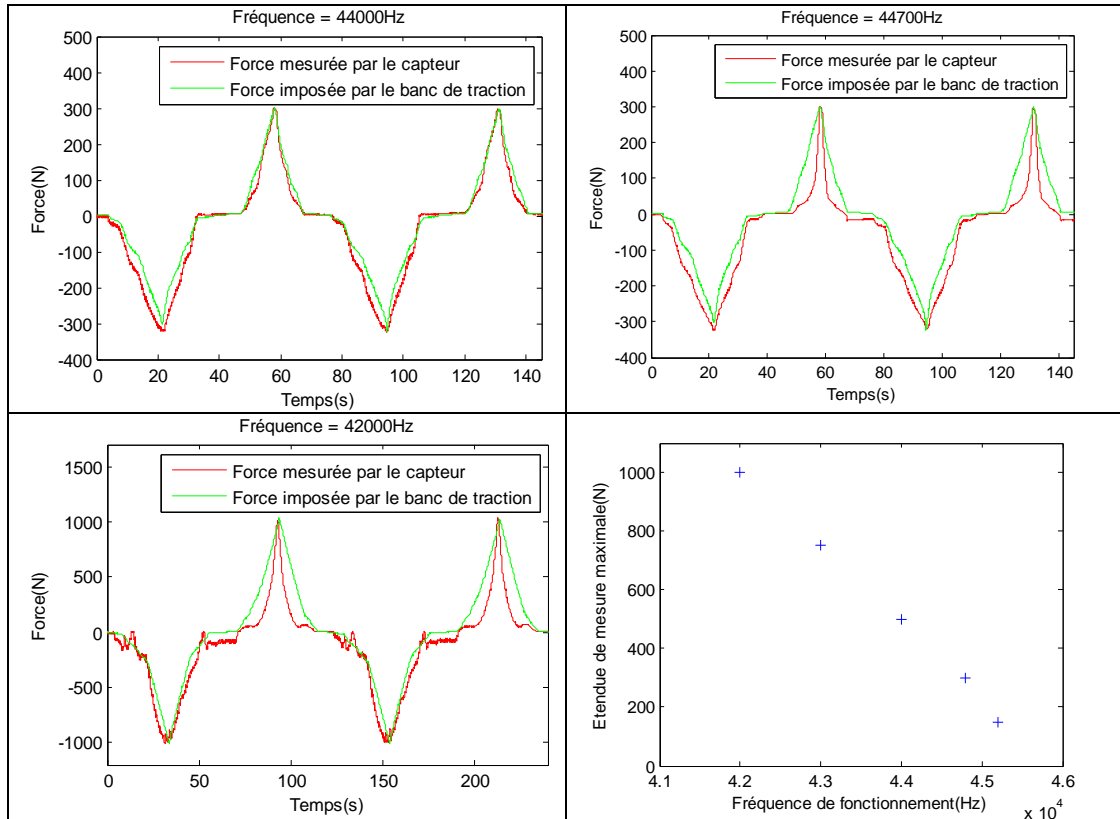 Fréquence = 44000Hz
500
400
300
200
100
0
-100
-200
-300
-400
Force(N)
Force mesurée par le capteur
Force imposée par le banc de traction
0 20 40 60 80 100 120 140
Temps(s)
Fréquence = 44700Hz
500
400
300
200
100
0
-100
-200
-300
-400
Force(N)
Force mesurée par le capteur
Force imposée par le banc de traction
0 20 40 60 80 100 120 140
Temps(s)
Fréquence = 42000Hz
1500
1000
500
0
-500
-1000
Force(N)
Force mesurée par le capteur
Force imposée par le banc de traction
0 50 100 150 200
Temps(s)
1000
800
600
400
200
0
Etendue de mesure maximale(N)
4.1 4.2 4.3 4.4 4.5 4.6
Fréquence de fonctionnement(Hz)
x 10⁴